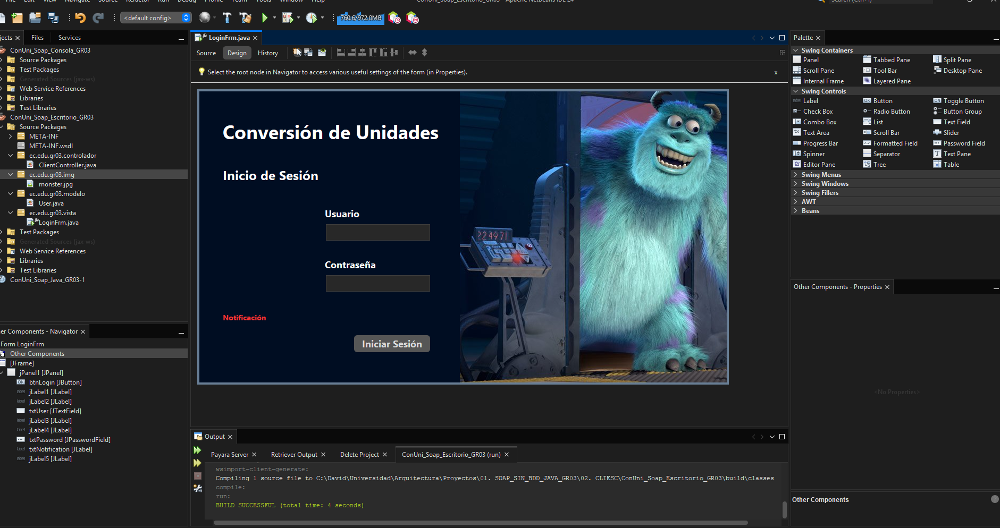 File Edit View Navigate Source Refactor Run Debug Profile Team Tools Window Help
ConUni_Soap_Escritorio_GR03 - Apache NetBeans IDE 24
Search (Ctrl+I)
<default config>
760.6/972.0MB
Files
Services
ConUni_Soap_Consola_GR03
Source Packages
Test Packages
Generated Sources (jax-ws)
Web Service References
Libraries
Test Libraries
ConUni_Soap_Escritorio_GR03
Source Packages
META-INF
META-INF.wsdl
ec.edu.gr03.controlador
ClientController.java
ec.edu.gr03.img
monster.jpg
ec.edu.gr03.modelo
User.java
ec.edu.gr03.vista
LoginFrm.java
Test Packages
Generated Sources (jax-ws)
Web Service References
Libraries
Test Libraries
ConUni_Soap_Java_GR03-1
er Components - Navigator
Form LoginFrm
Other Components
[JFrame]
jPanel1 [JPanel]
btnLogin [JButton]
jLabel1 [JLabel]
jLabel2 [JLabel]
txtUser [JTextField]
jLabel3 [JLabel]
jLabel4 [JLabel]
txtPassword [JPasswordField]
txtNotification [JLabel]
jLabel5 [JLabel]
LoginFrm.java
Source Design History
Select the root node in Navigator to access various useful settings of the form (in Properties).
x
Conversión de Unidades
Inicio de Sesión
Usuario
Contraseña
Notificación
Iniciar Sesión
224971
Output
Payara Server
Retriever Output
Delete Project
ConUni_Soap_Escritorio_GR03 (run)
wsimport-client-generate:
Compiling 1 source file to C:\David\Universidad\Arquitectura\Proyectos\01. SOAP_SIN_BDD_JAVA_GR03\02. CLIESC\ConUni_Soap_Escritorio_GR03\build\classes
compile:
run:
BUILD SUCCESSFUL (total time: 4 seconds)
Palette
Swing Containers
Panel Tabbed Pane Split Pane
Scroll Pane Tool Bar Desktop Pane
Internal Frame Layered Pane
Swing Controls
label Label OK Button ON Toggle Button
Check Box Radio Button Button Group
Combo Box List Text Field
Text Area Scroll Bar Slider
Progress Bar Formatted Field Password Field
Spinner Separator Text Pane
Editor Pane Tree Table
Swing Menus
Swing Windows
Swing Fillers
AWT
Beans
Other Components - Properties
<No Properties>
Other Components